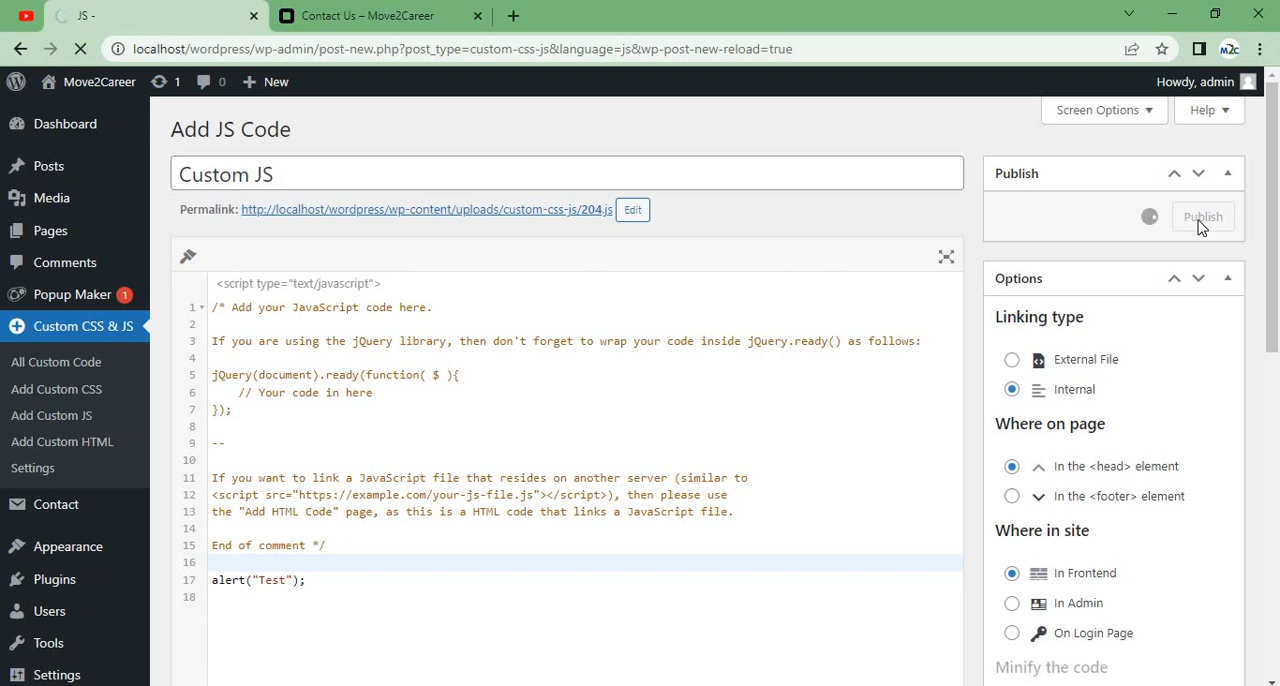 JS -
Contact Us – Move2Career
localhost/wordpress/wp-admin/post-new.php?post_type=custom-css-js&language=js&wp-post-new-reload=true
M2C
Move2Career
1
0
New
Howdy, admin
Dashboard
Posts
Media
Pages
Comments
Popup Maker 1
Custom CSS & JS
All Custom Code
Add Custom CSS
Add Custom JS
Add Custom HTML
Settings
Contact
Appearance
Plugins
Users
Tools
Settings
Screen Options
Help
Add JS Code
Custom JS
Permalink: http://localhost/wordpress/wp-content/uploads/custom-css-js/204.js Edit
<script type="text/javascript">
1 /* Add your JavaScript code here.
2
3 If you are using the jQuery library, then don't forget to wrap your code inside jQuery.ready() as follows:
4
5 jQuery(document).ready(function( $ ){
6 // Your code in here
7 });
8
9 --
10
11 If you want to link a JavaScript file that resides on another server (similar to
12 <script src="https://example.com/your-js-file.js"></script>), then please use
13 the "Add HTML Code" page, as this is a HTML code that links a JavaScript file.
14
15 End of comment */
16
17 alert("Test");
18
Publish
Publish
Options
Linking type
External File
Internal
Where on page
In the <head> element
In the <footer> element
Where in site
In Frontend
In Admin
On Login Page
Minify the code